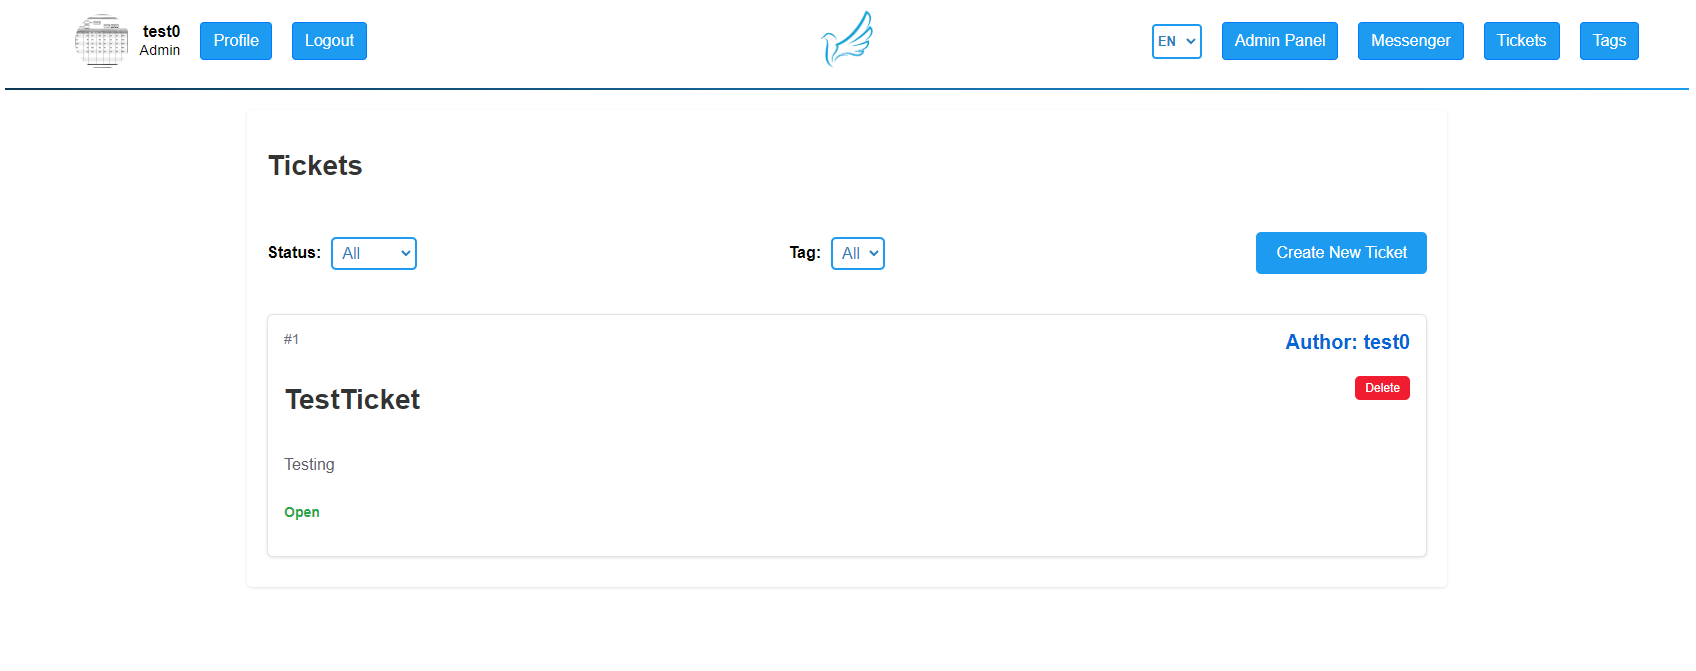 test0
Admin
Profile
Logout
EN
Admin Panel
Messenger
Tickets
Tags
Tickets
Status: All
Tag: All
Create New Ticket
#1
Author: test0
TestTicket
Delete
Testing
Open